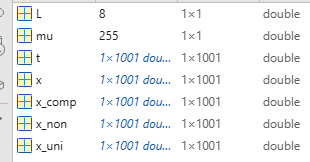 L 8 1×1 double
mu 255 1×1 double
t 1×1001 dou... 1×1001 double
x 1×1001 dou... 1×1001 double
x_comp 1×1001 dou... 1×1001 double
x_non 1×1001 dou... 1×1001 double
x_uni 1×1001 dou... 1×1001 double